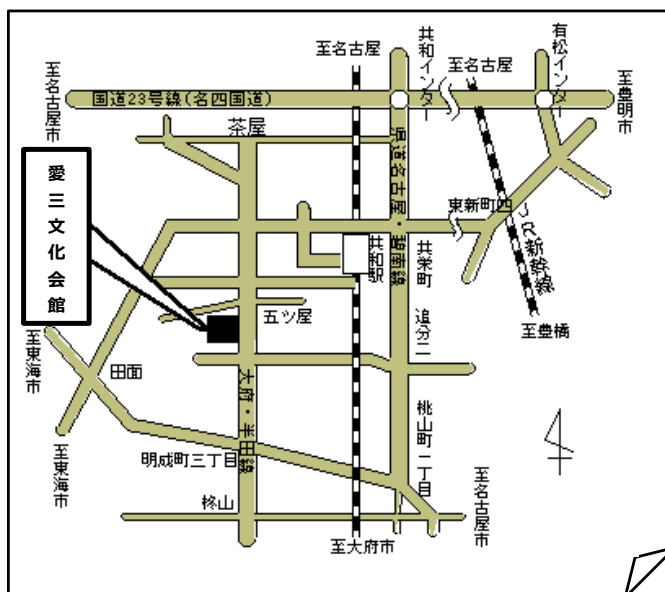 至名古屋
共和インター
至名古屋
有松インター
至名古屋市
国道23号線(名四国道)
至豊明市
茶屋
県道名古屋・碧南線
愛三文化会館
東新町四
JR新幹線
共和駅
共栄町
五ツ屋
追分二
至豊橋
至東海市
田面
大府・半田線
桃山町一丁目
明成町三丁目
至東海市
柊山
至名古屋市
至大府市